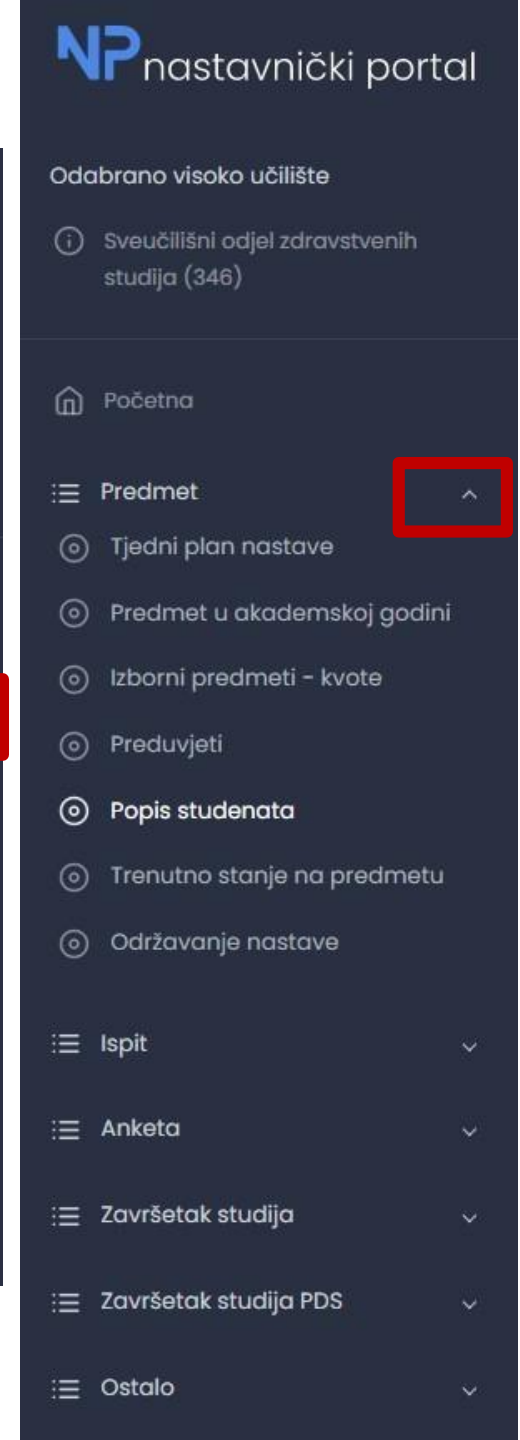 NP nastavnički portal
Odabrano visoko učilište
Sveučilišni odjel zdravstvenih
studija (346)
Početna
Predmet
Tjedni plan nastave
Predmet u akademskoj godini
Izborni predmeti - kvote
Preduvjeti
Popis studenata
Trenutno stanje na predmetu
Održavanje nastave
Ispit
Anketa
Završetak studija
Završetak studija PDS
Ostalo